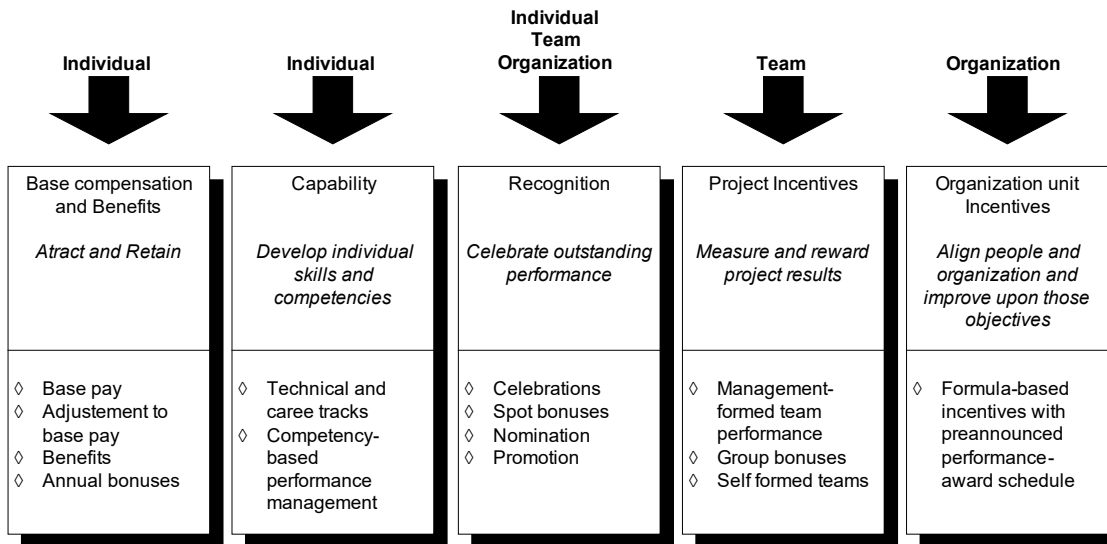 Individual
Individual
Individual
Team
Organization
Team
Organization
Base compensation
and Benefits
Atract and Retain
◊ Base pay
◊ Adjustement to
base pay
◊ Benefits
◊ Annual bonuses
Capability
Develop individual
skills and
competencies
◊ Technical and
caree tracks
◊ Competency-
based
performance
management
Recognition
Celebrate outstanding
performance
◊ Celebrations
◊ Spot bonuses
◊ Nomination
◊ Promotion
Project Incentives
Measure and reward
project results
◊ Management-
formed team
performance
◊ Group bonuses
◊ Self formed teams
Organization unit
Incentives
Align people and
organization and
improve upon those
objectives
◊ Formula-based
incentives with
preannounced
performance-
award schedule